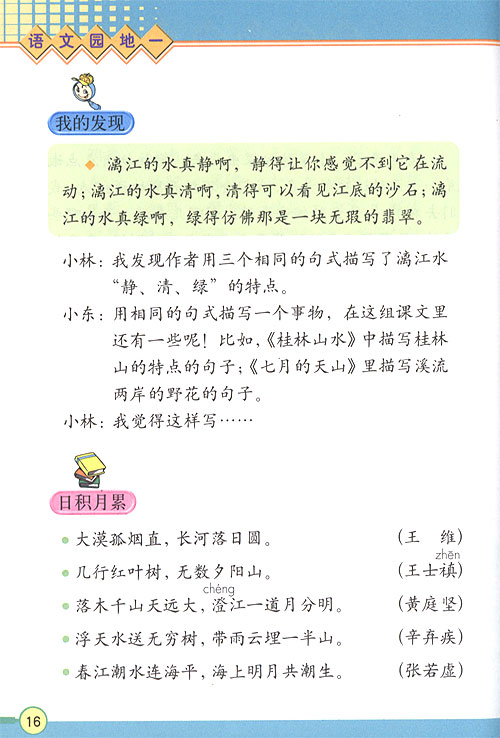 语文园地一
我的发现
◆ 漓江的水真静啊，静得让你感觉不到它在流
动；漓江的水真清啊，清得可以看见江底的沙石；漓
江的水真绿啊，绿得仿佛那是一块无瑕的翡翠。
小林：我发现作者用三个相同的句式描写了漓江水
“静、清、绿”的特点。
小东：用相同的句式描写一个事物，在这组课文里
还有一些呢！比如，《桂林山水》中描写桂林
山的特点的句子；《七月的天山》里描写溪流
两岸的野花的句子。
小林：我觉得这样写……
日积月累
大漠孤烟直，长河落日圆。 （王 维）
zhēn
几行红叶树，无数夕阳山。 （王士禛）
chéng
落木千山天远大，澄江一道月分明。 （黄庭坚）
浮天水送无穷树，带雨云埋一半山。 （辛弃疾）
春江潮水连海平，海上明月共潮生。 （张若虚）
16